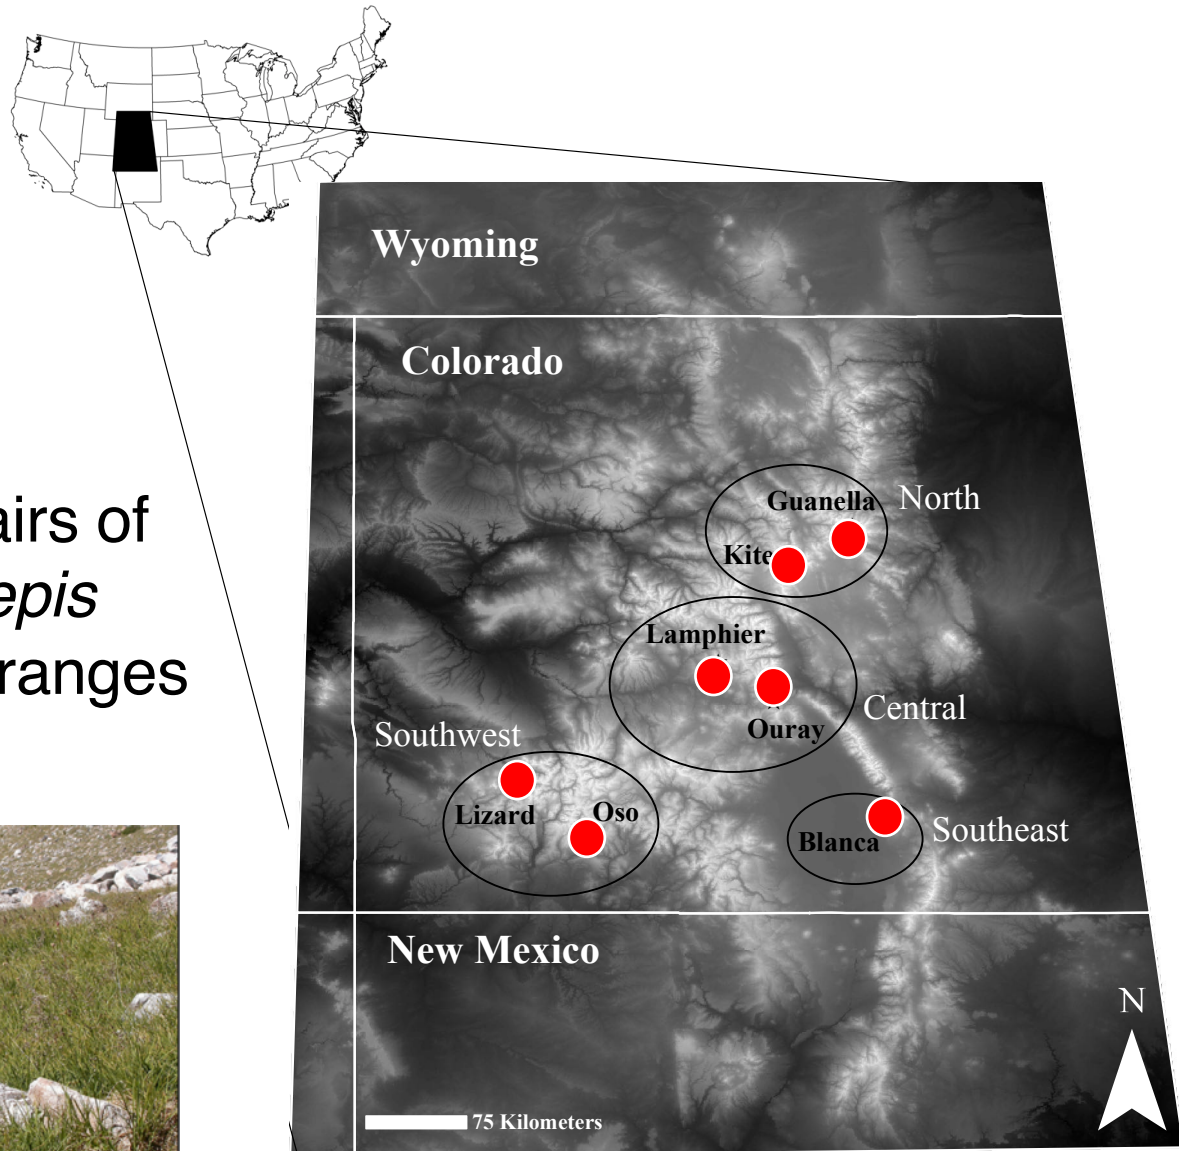 airs of
epis
ranges
Wyoming
Colorado
Guanella
North
Kite
Lamphier
Central
Ouray
Southwest
Lizard
Oso
Southeast
Blanca
New Mexico
N
75 Kilometers